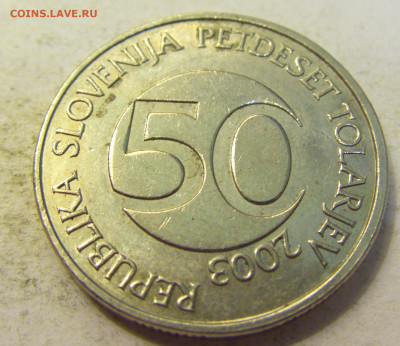 COINS.LAVE.RU
REPUBLIKA SLOVENIJA PETDESET TOLARJEV 2003
50